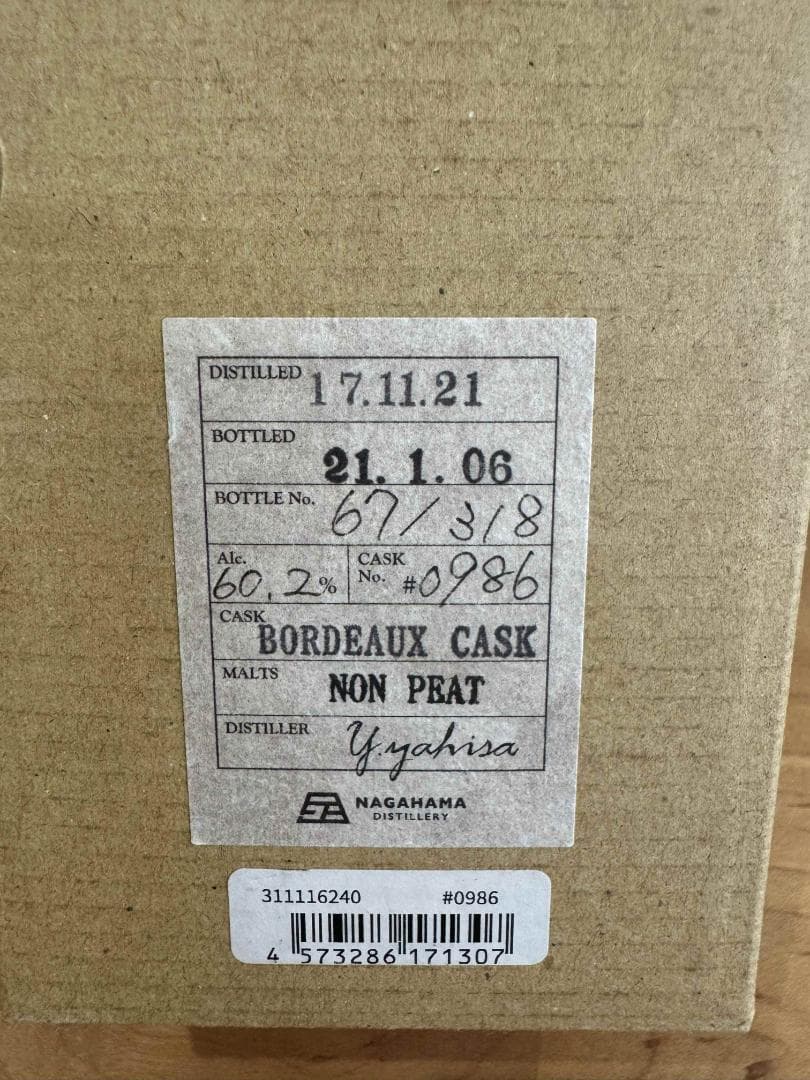 DISTILLED 17.11.21
BOTTLED 21. 1. 06
BOTTLE No. 67/318
Alc. 60.2% CASK No. #0986
CASK BORDEAUX CASK
MALTS NON PEAT
DISTILLER Y.yahisa
NAGAHAMA
DISTILLERY
311116240 #0986
4 573286 171307